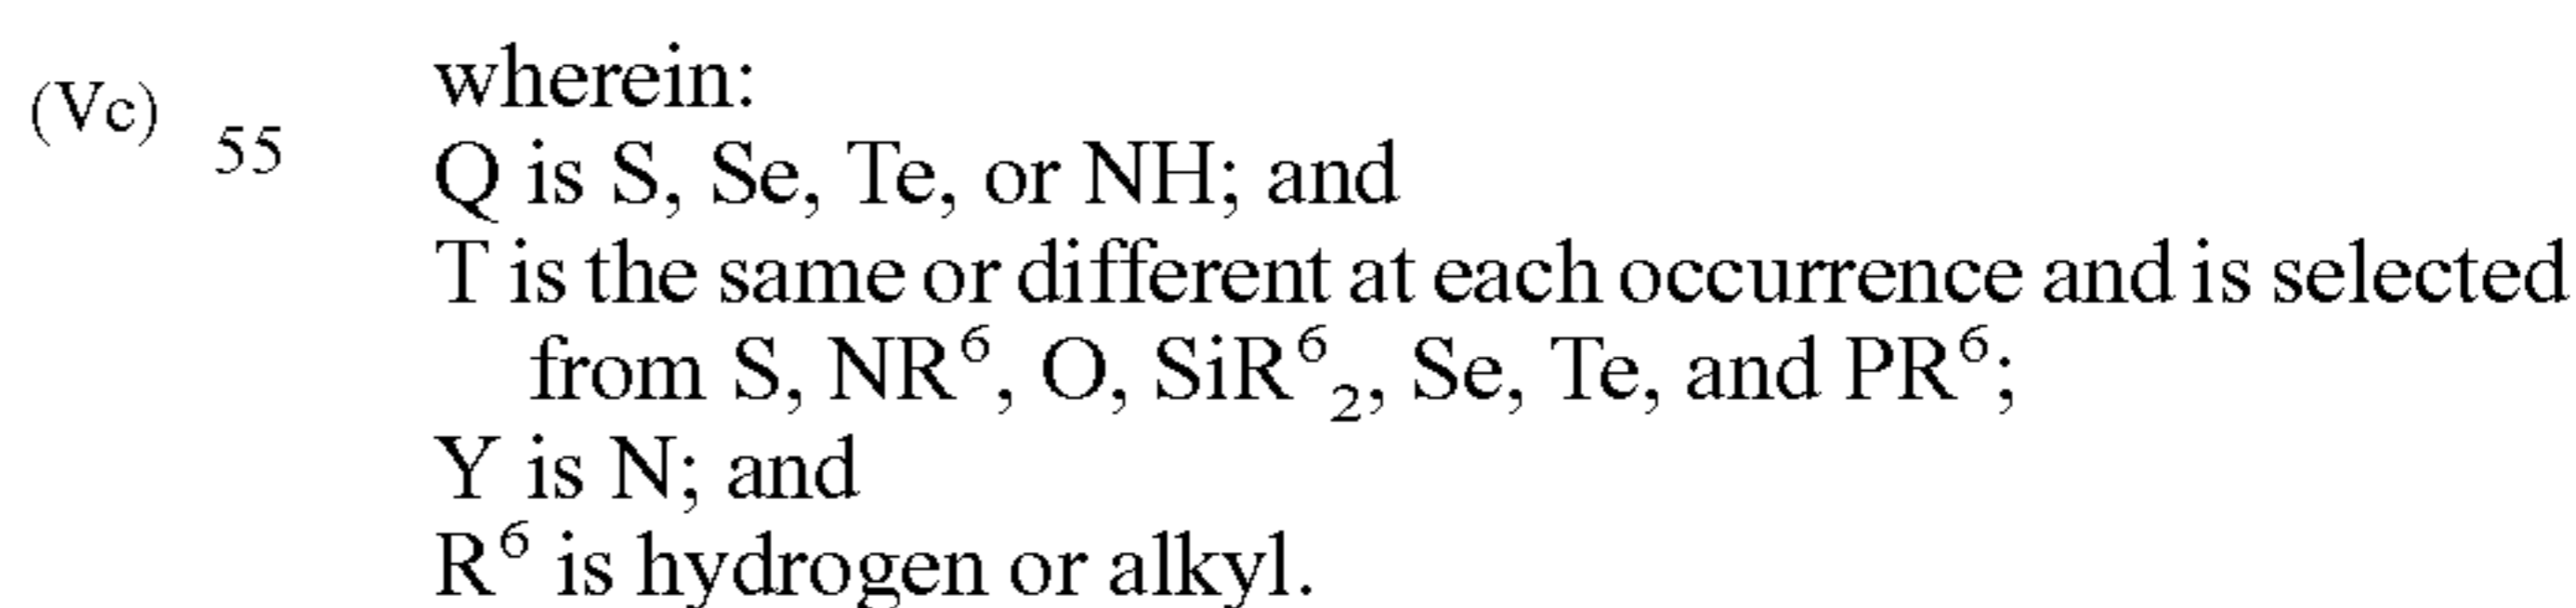 (Vc)
55
wherein:
Q is S, Se, Te, or NH; and
T is the same or different at each occurrence and is selected
from S, NR⁶, O, SiR⁶₂, Se, Te, and PR⁶;
Y is N; and
R⁶ is hydrogen or alkyl.